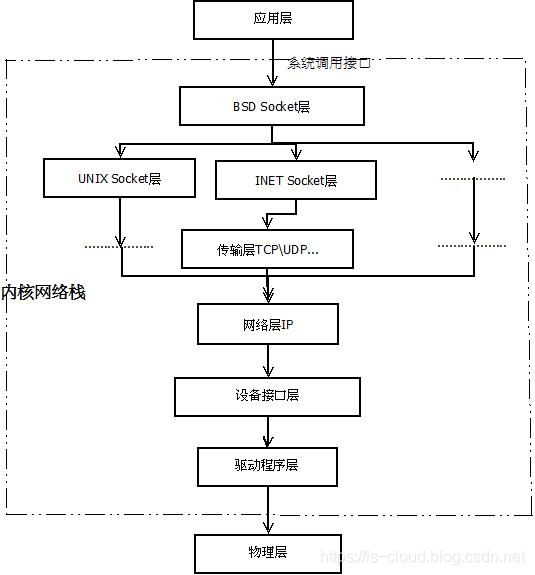 应用层
系统调用接口
BSD Socket层
UNIX Socket层
INET Socket层
传输层TCP\UDP...
内核网络栈
网络层IP
设备接口层
驱动程序层
物理层
https://is-cloud.blog.csdn.net